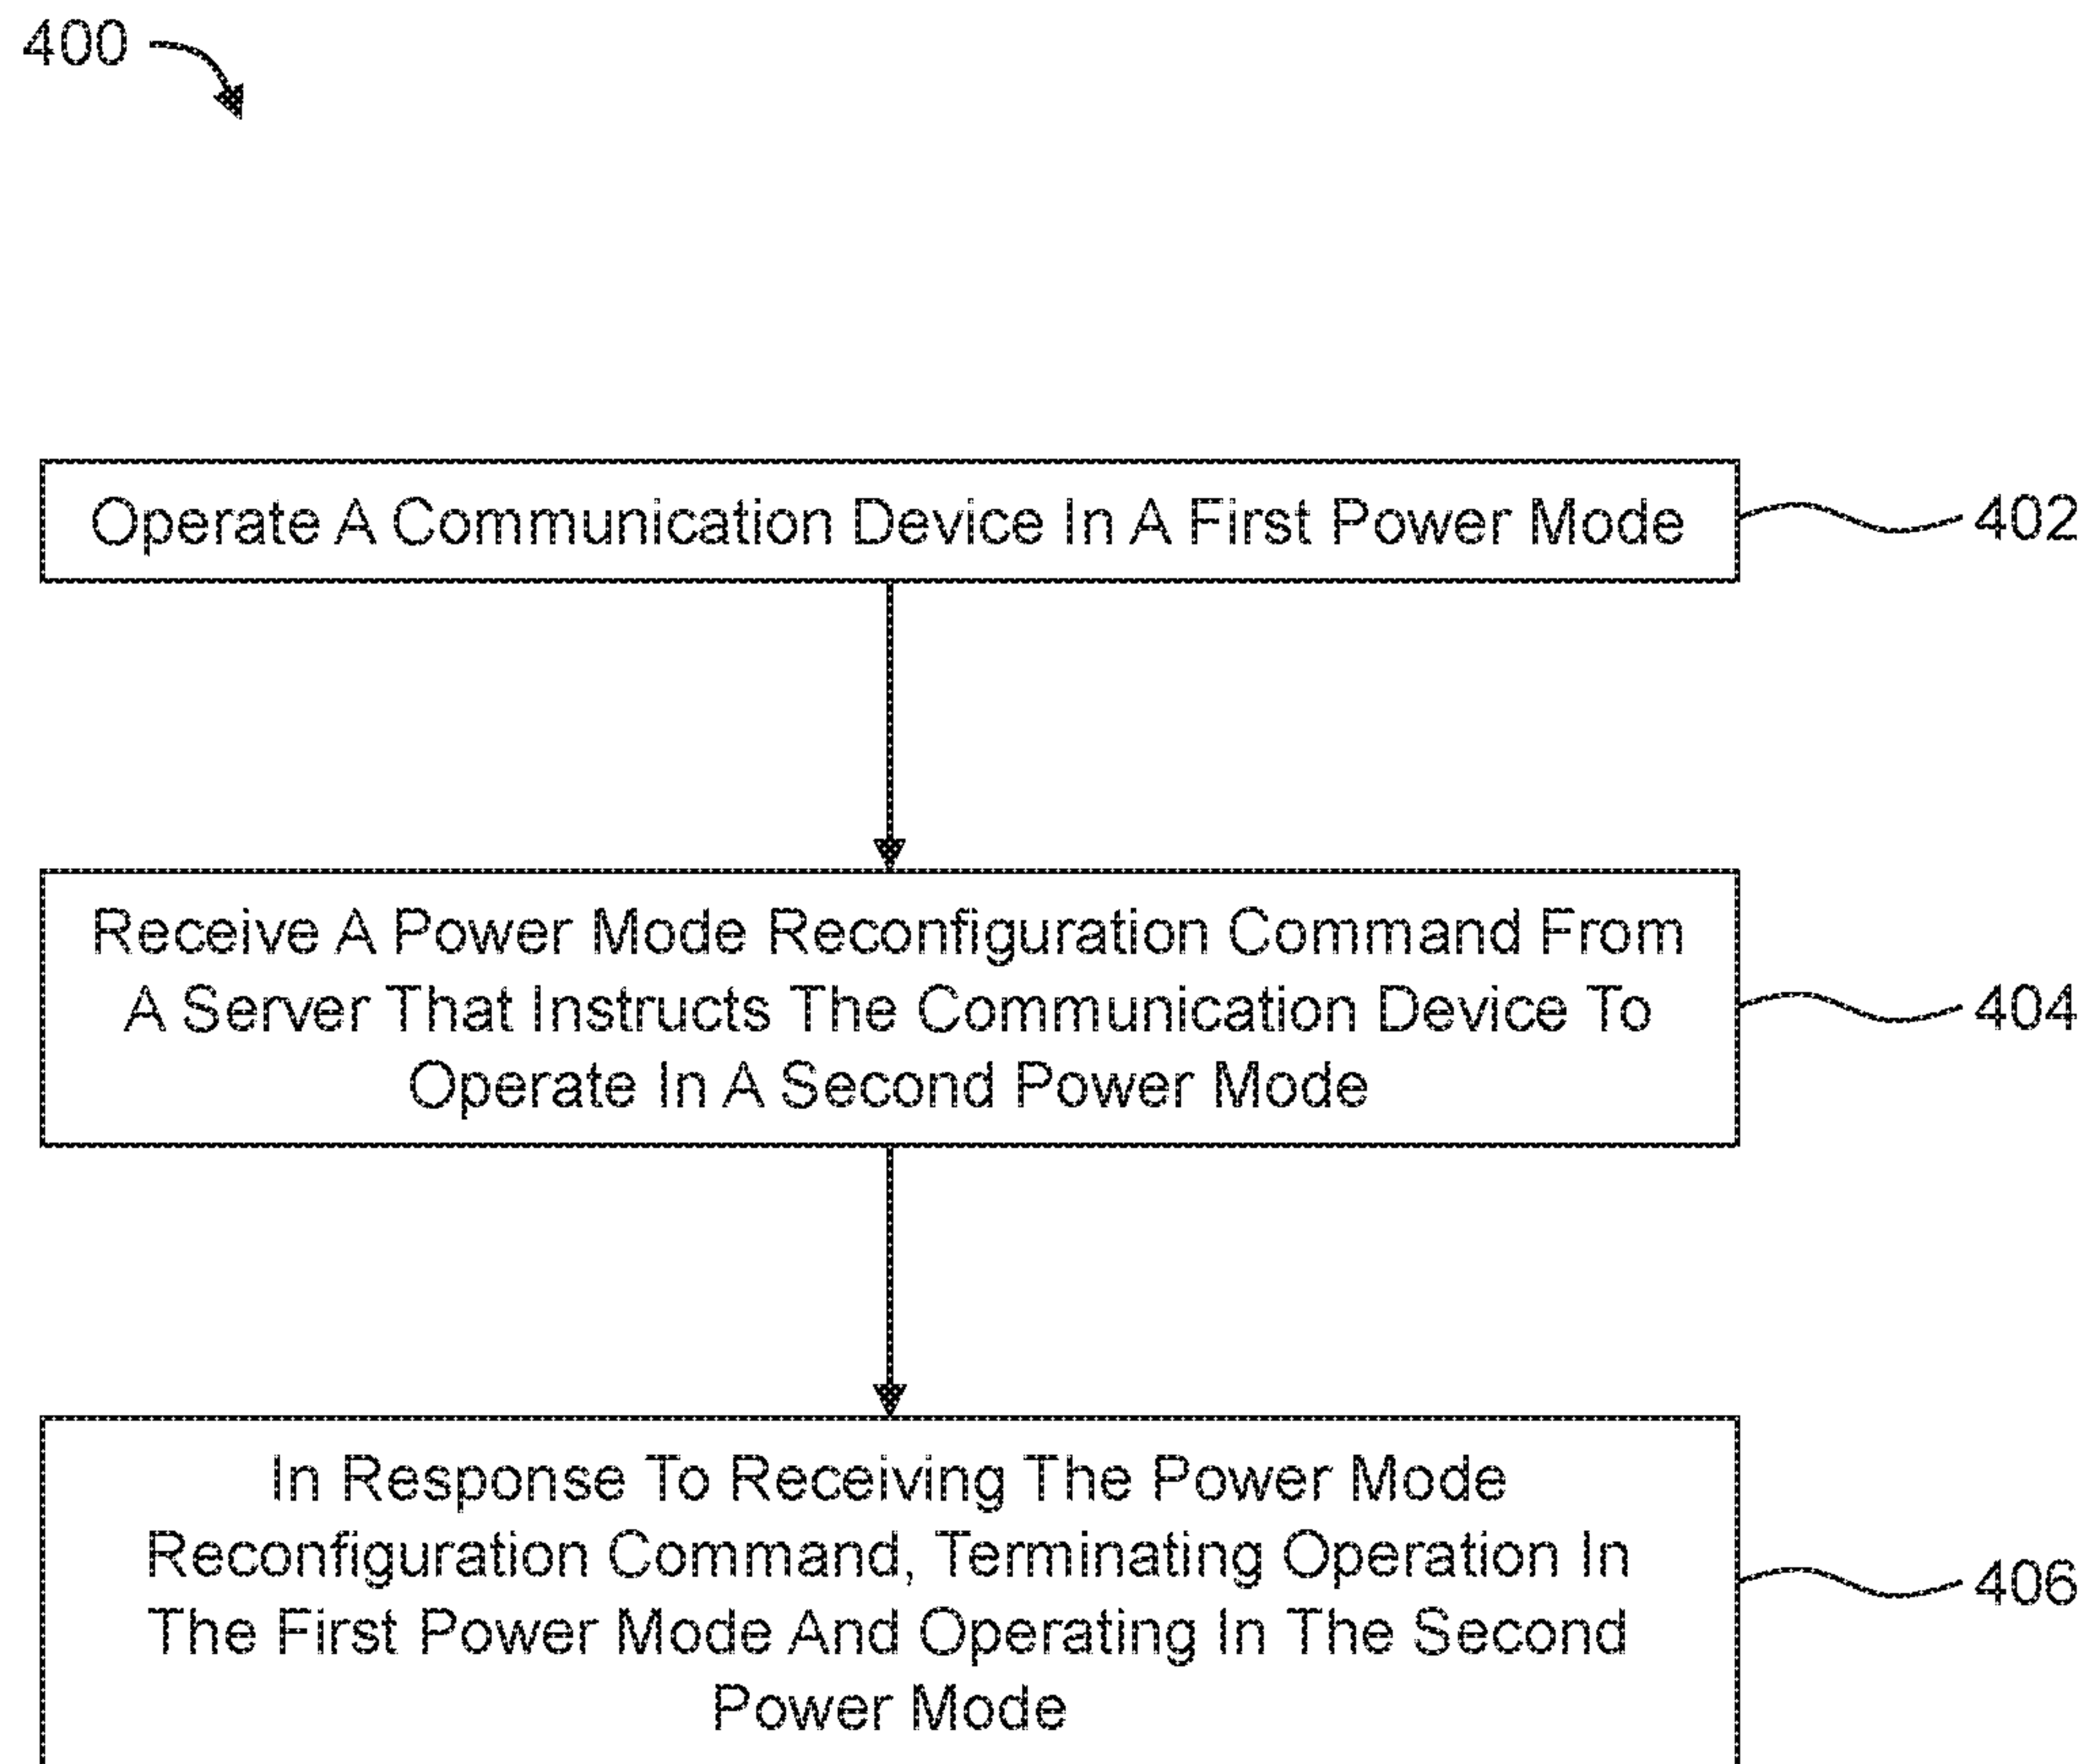 400
Operate A Communication Device In A First Power Mode
402
Receive A Power Mode Reconfiguration Command From
A Server That Instructs The Communication Device To
Operate In A Second Power Mode
404
In Response To Receiving The Power Mode
Reconfiguration Command, Terminating Operation In
The First Power Mode And Operating In The Second
Power Mode
406